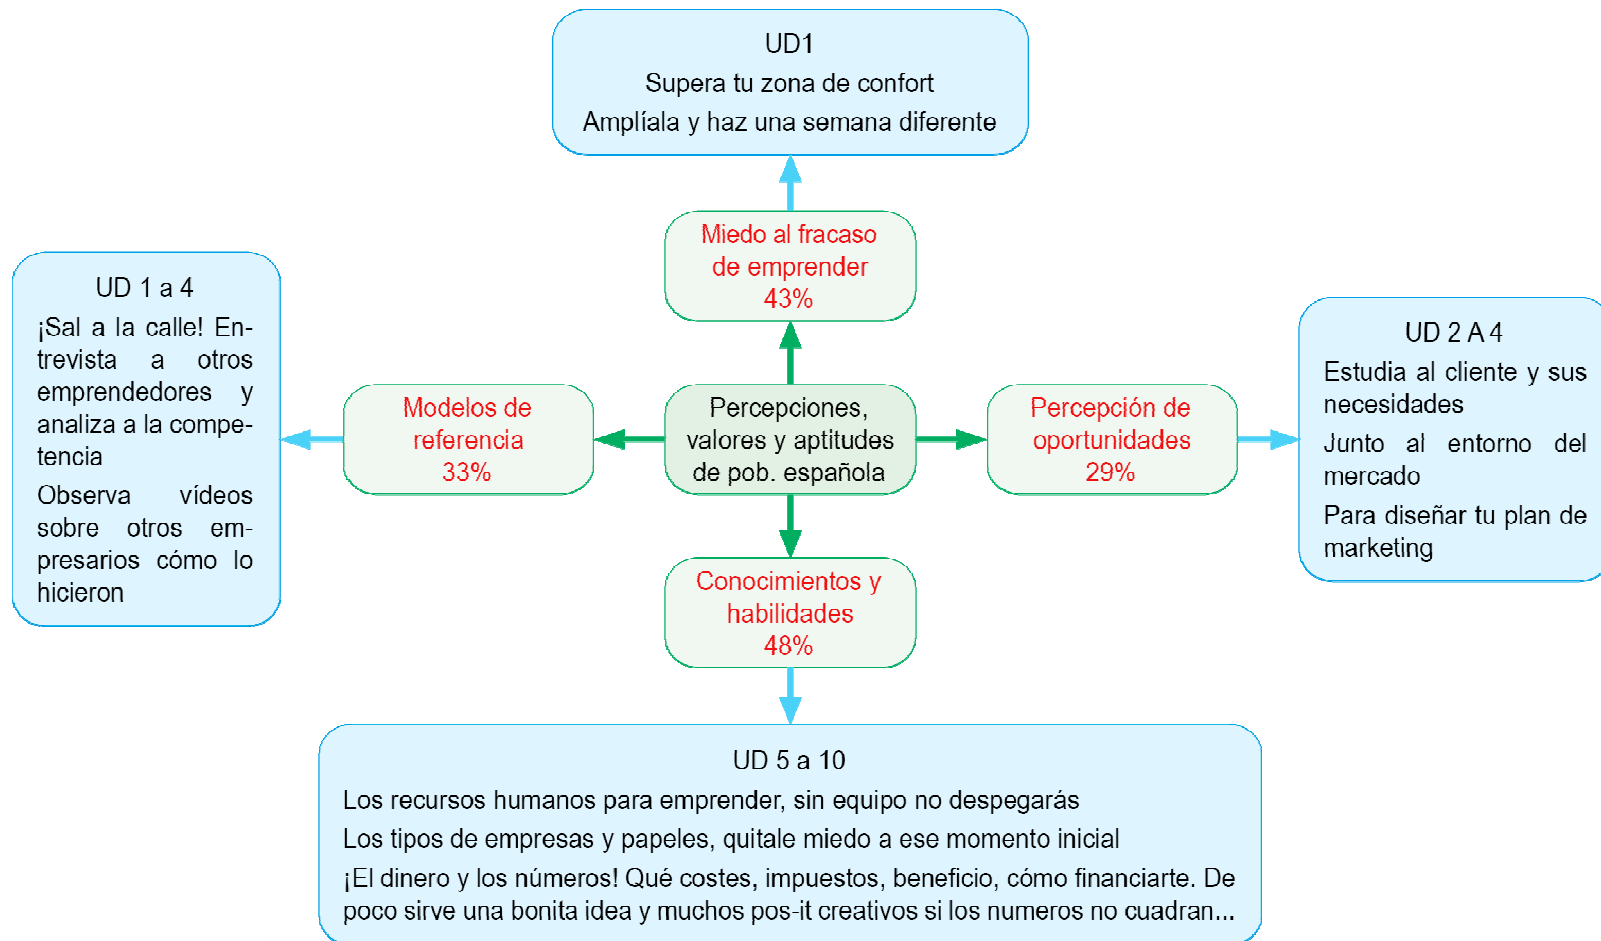 UD1
Supera tu zona de confort
Amplíala y haz una semana diferente
Miedo al fracaso
de emprender
43%
UD 1 a 4
¡Sal a la calle! En-
trevista a otros
emprendedores y
analiza a la compe-
tencia
Observa vídeos
sobre otros em-
presarios cómo lo
hicieron
Modelos de
referencia
33%
Percepciones,
valores y aptitudes
de pob. española
Percepción de
oportunidades
29%
UD 2 A 4
Estudia al cliente y sus
necesidades
Junto al entorno del
mercado
Para diseñar tu plan de
marketing
Conocimientos y
habilidades
48%
UD 5 a 10
Los recursos humanos para emprender, sin equipo no despegarás
Los tipos de empresas y papeles, quitale miedo a ese momento inicial
¡El dinero y los números! Qué costes, impuestos, beneficio, cómo financiarte. De
poco sirve una bonita idea y muchos pos-it creativos si los numeros no cuadran...